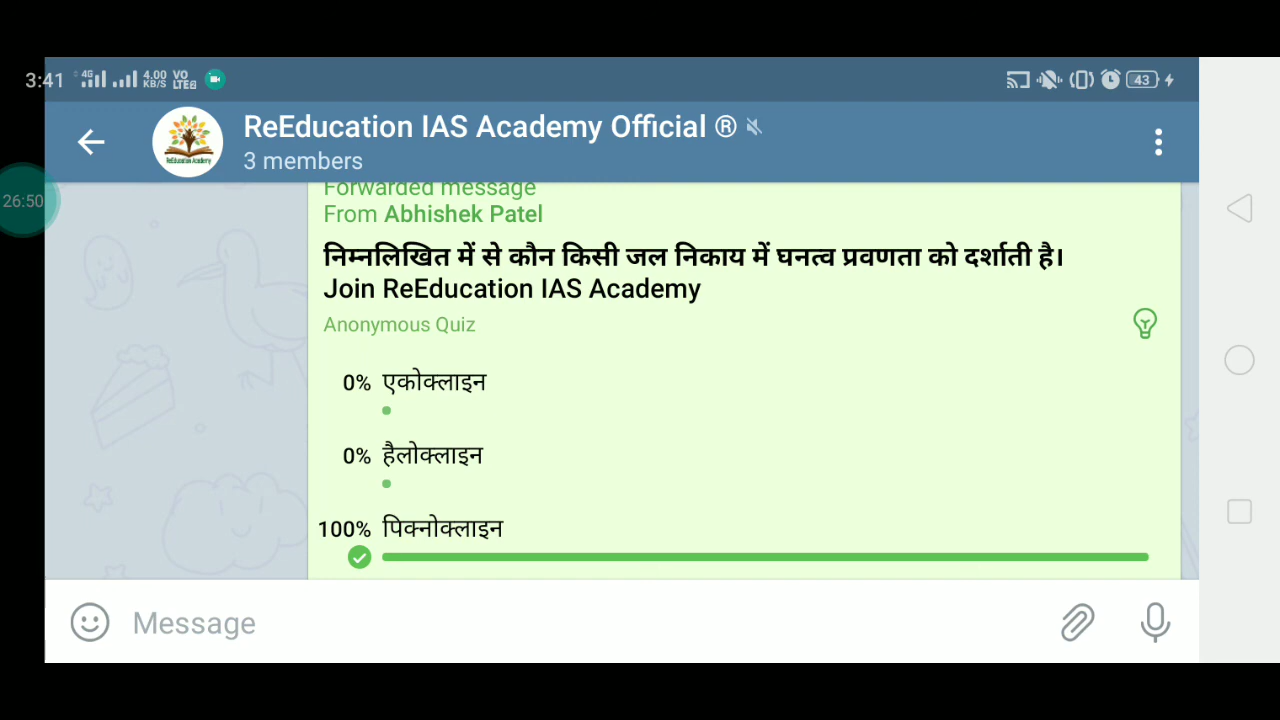 3:41 4G 4.00 KB/S VO LTE 43
ReEducation IAS Academy Official ®
3 members
26:50
Forwarded message
From Abhishek Patel
निम्नलिखित में से कौन किसी जल निकाय में घनत्व प्रवणता को दर्शाती है।
Join ReEducation IAS Academy
Anonymous Quiz
0% एकोक्लाइन
0% हैलोक्लाइन
100% पिक्नोक्लाइन
Message